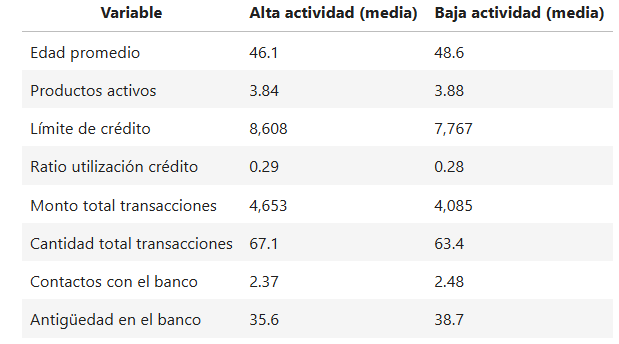 Variable Alta actividad (media) Baja actividad (media)
Edad promedio 46.1 48.6
Productos activos 3.84 3.88
Límite de crédito 8,608 7,767
Ratio utilización crédito 0.29 0.28
Monto total transacciones 4,653 4,085
Cantidad total transacciones 67.1 63.4
Contactos con el banco 2.37 2.48
Antigüedad en el banco 35.6 38.7